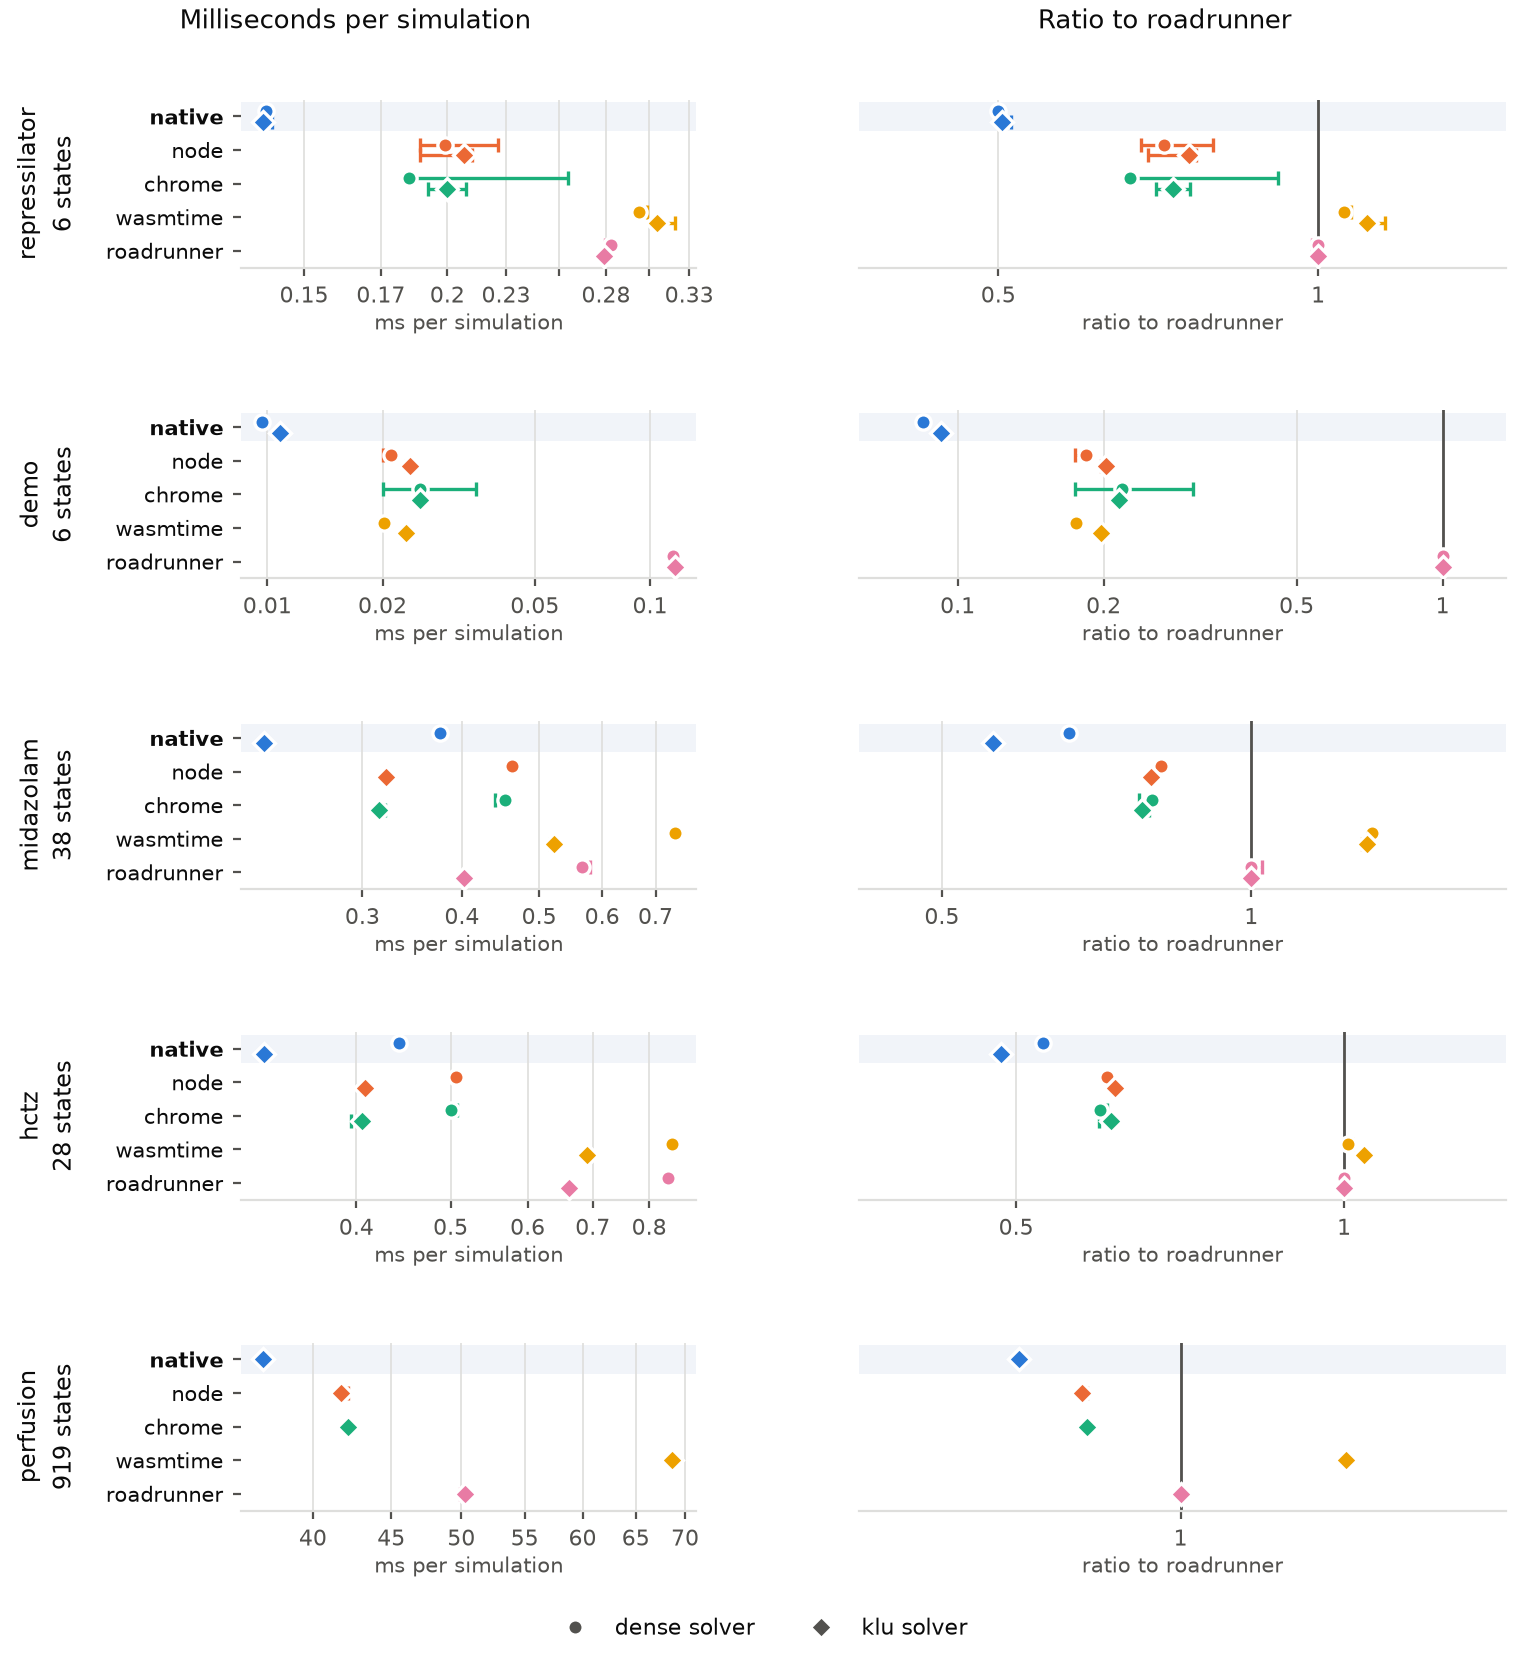 Milliseconds per simulation
Ratio to roadrunner
repressilator
6 states
native
node
chrome
wasmtime
roadrunner
0.15 0.17 0.2 0.23 0.28 0.33
ms per simulation
0.5 1
ratio to roadrunner
demo
6 states
native
node
chrome
wasmtime
roadrunner
0.01 0.02 0.05 0.1
ms per simulation
0.1 0.2 0.5 1
ratio to roadrunner
midazolam
38 states
native
node
chrome
wasmtime
roadrunner
0.3 0.4 0.5 0.6 0.7
ms per simulation
0.5 1
ratio to roadrunner
hctz
28 states
native
node
chrome
wasmtime
roadrunner
0.4 0.5 0.6 0.7 0.8
ms per simulation
0.5 1
ratio to roadrunner
perfusion
919 states
native
node
chrome
wasmtime
roadrunner
40 45 50 55 60 65 70
ms per simulation
1
ratio to roadrunner
dense solver
klu solver